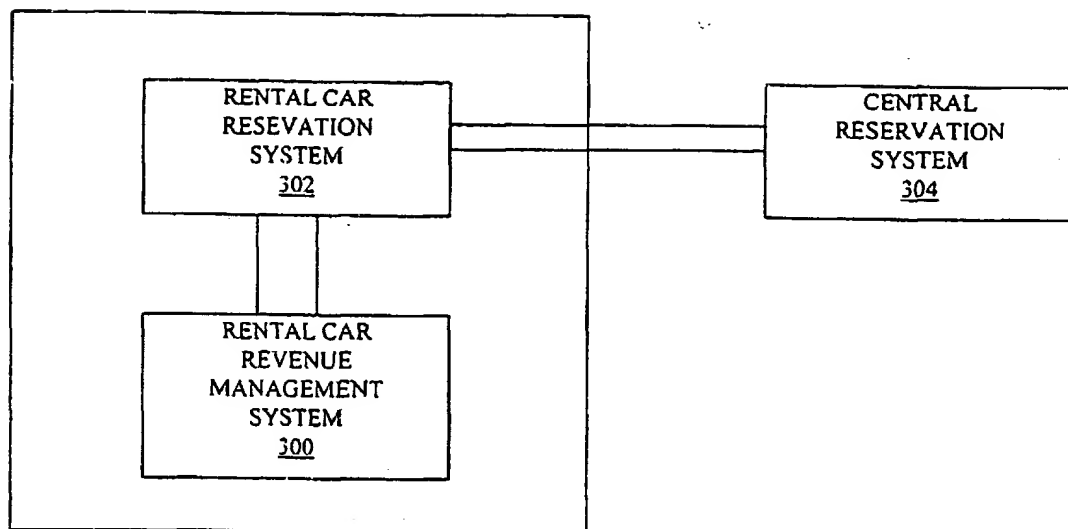 RENTAL CAR
RESEVATION
SYSTEM
302
CENTRAL
RESERVATION
SYSTEM
304
RENTAL CAR
REVENUE
MANAGEMENT
SYSTEM
300